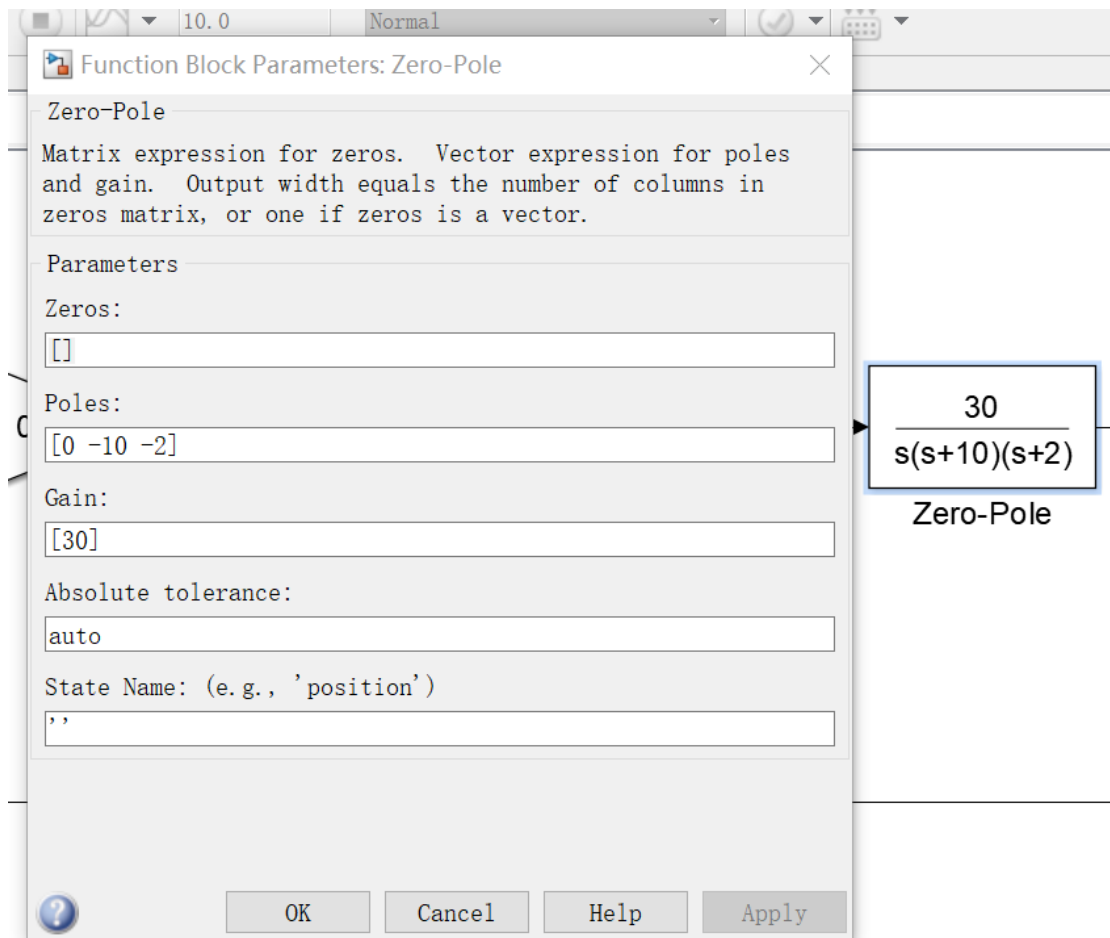 10.0
Normal
Function Block Parameters: Zero-Pole
Zero-Pole
Matrix expression for zeros.  Vector expression for poles
and gain.  Output width equals the number of columns in
zeros matrix, or one if zeros is a vector.
Parameters
Zeros:
[]
Poles:
[0 -10 -2]
Gain:
[30]
Absolute tolerance:
auto
State Name: (e.g., 'position')
''
OK
Cancel
Help
Apply
30
s(s+10)(s+2)
Zero-Pole